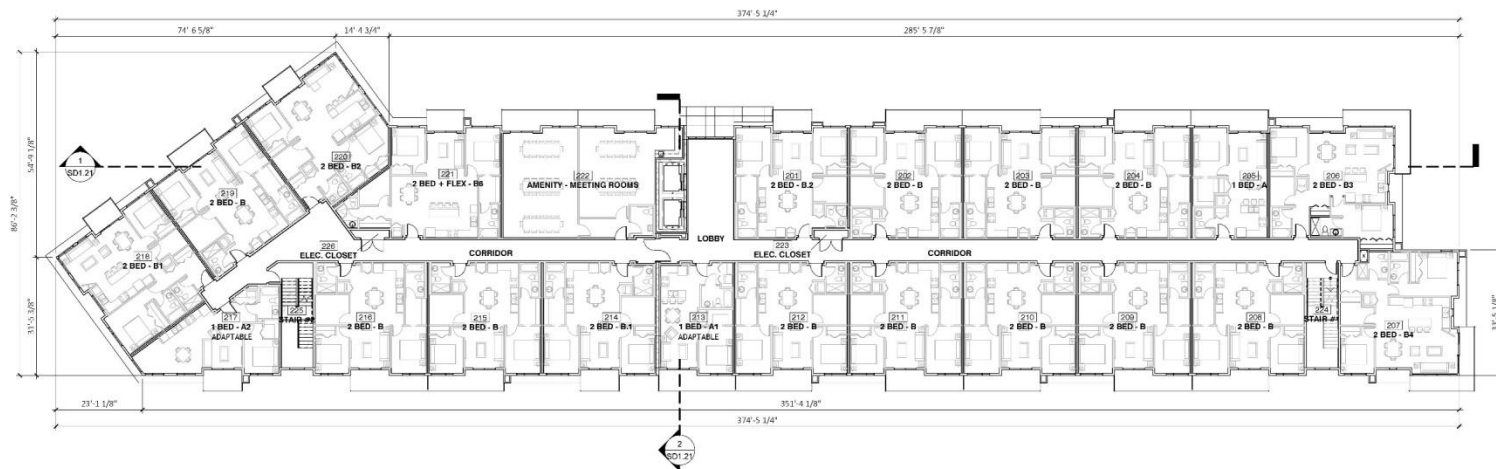 374'-5 1/4"
74' 6 5/8"
14' 4 3/4"
285' 5 7/8"
86'-2 3/8"
54'-9 1/8"
31'-5 3/8"
33'-5 1/8"
1
SD1.21
220
2 BED - B2
221
2 BED + FLEX - B6
222
AMENITY - MEETING ROOMS
201
2 BED - B.2
202
2 BED - B
203
2 BED - B
204
2 BED - B
205
1 BED - A
206
2 BED - B3
219
2 BED - B
218
2 BED - B1
226
ELEC. CLOSET
CORRIDOR
LOBBY
223
ELEC. CLOSET
CORRIDOR
217
1 BED - A2
ADAPTABLE
225
STAIR #2
216
2 BED - B
215
2 BED - B
214
2 BED - B.1
213
1 BED - A1
ADAPTABLE
212
2 BED - B
211
2 BED - B
210
2 BED - B
209
2 BED - B
208
2 BED - B
224
STAIR #1
207
2 BED - B4
23'-1 1/8"
351'-4 1/8"
374'-5 1/4"
2
SD1.21